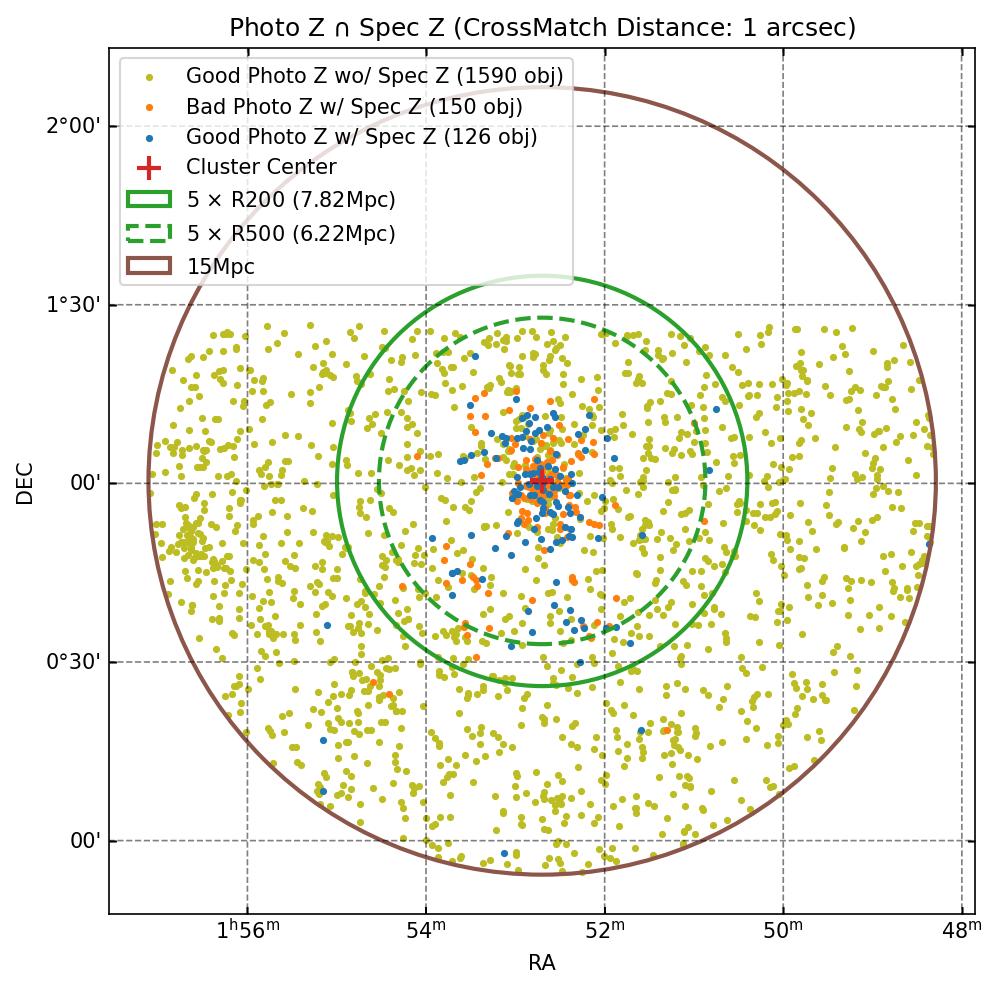 Photo Z ∩ Spec Z (CrossMatch Distance: 1 arcsec)
Good Photo Z wo/ Spec Z (1590 obj)
Bad Photo Z w/ Spec Z (150 obj)
Good Photo Z w/ Spec Z (126 obj)
Cluster Center
5 × R200 (7.82Mpc)
5 × R500 (6.22Mpc)
15Mpc
2°00'
1°30'
00'
0°30'
00'
DEC
1ʰ56ᵐ 54ᵐ 52ᵐ 50ᵐ 48ᵐ
RA